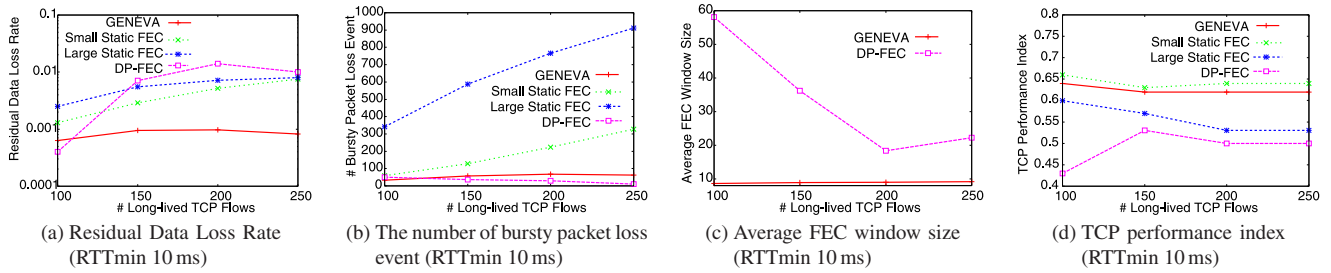 Residual Data Loss Rate
0.1
0.01
0.001
0.0001
GENEVA
Small Static FEC
Large Static FEC
DP-FEC
100 150 200 250
# Long-lived TCP Flows
(a) Residual Data Loss Rate
(RTTmin 10 ms)
# Bursty Packet Loss Event
1000
900
800
700
600
500
400
300
200
100
0
GENEVA
Small Static FEC
Large Static FEC
DP-FEC
100 150 200 250
# Long-lived TCP Flows
(b) The number of bursty packet loss
event (RTTmin 10 ms)
Average FEC Window Size
60
50
40
30
20
10
GENEVA
DP-FEC
100 150 200 250
# Long-lived TCP Flows
(c) Average FEC window size
(RTTmin 10 ms)
TCP Performance Index
0.8
0.75
0.7
0.65
0.6
0.55
0.5
0.45
0.4
GENEVA
Small Static FEC
Large Static FEC
DP-FEC
100 150 200 250
# Long-lived TCP Flows
(d) TCP performance index
(RTTmin 10 ms)